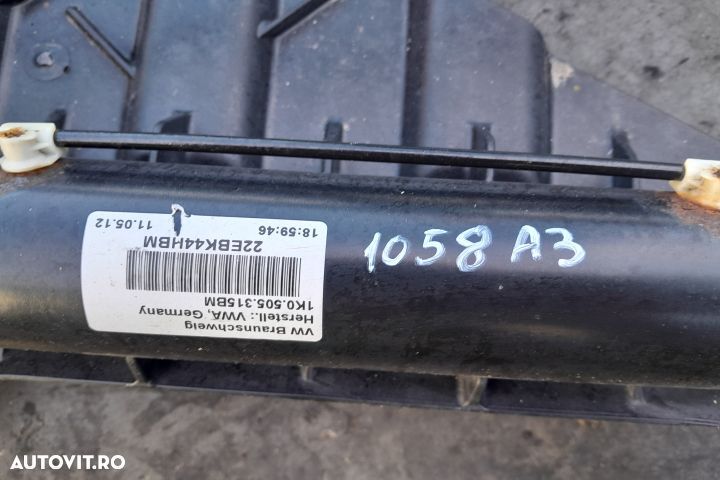 VW Braunschweig
Herstell.: VWA, Germany
1K0.505.315BM
22EBK44HBM
11.05.12 18:59:46
1058 A3
AUTOVIT.RO